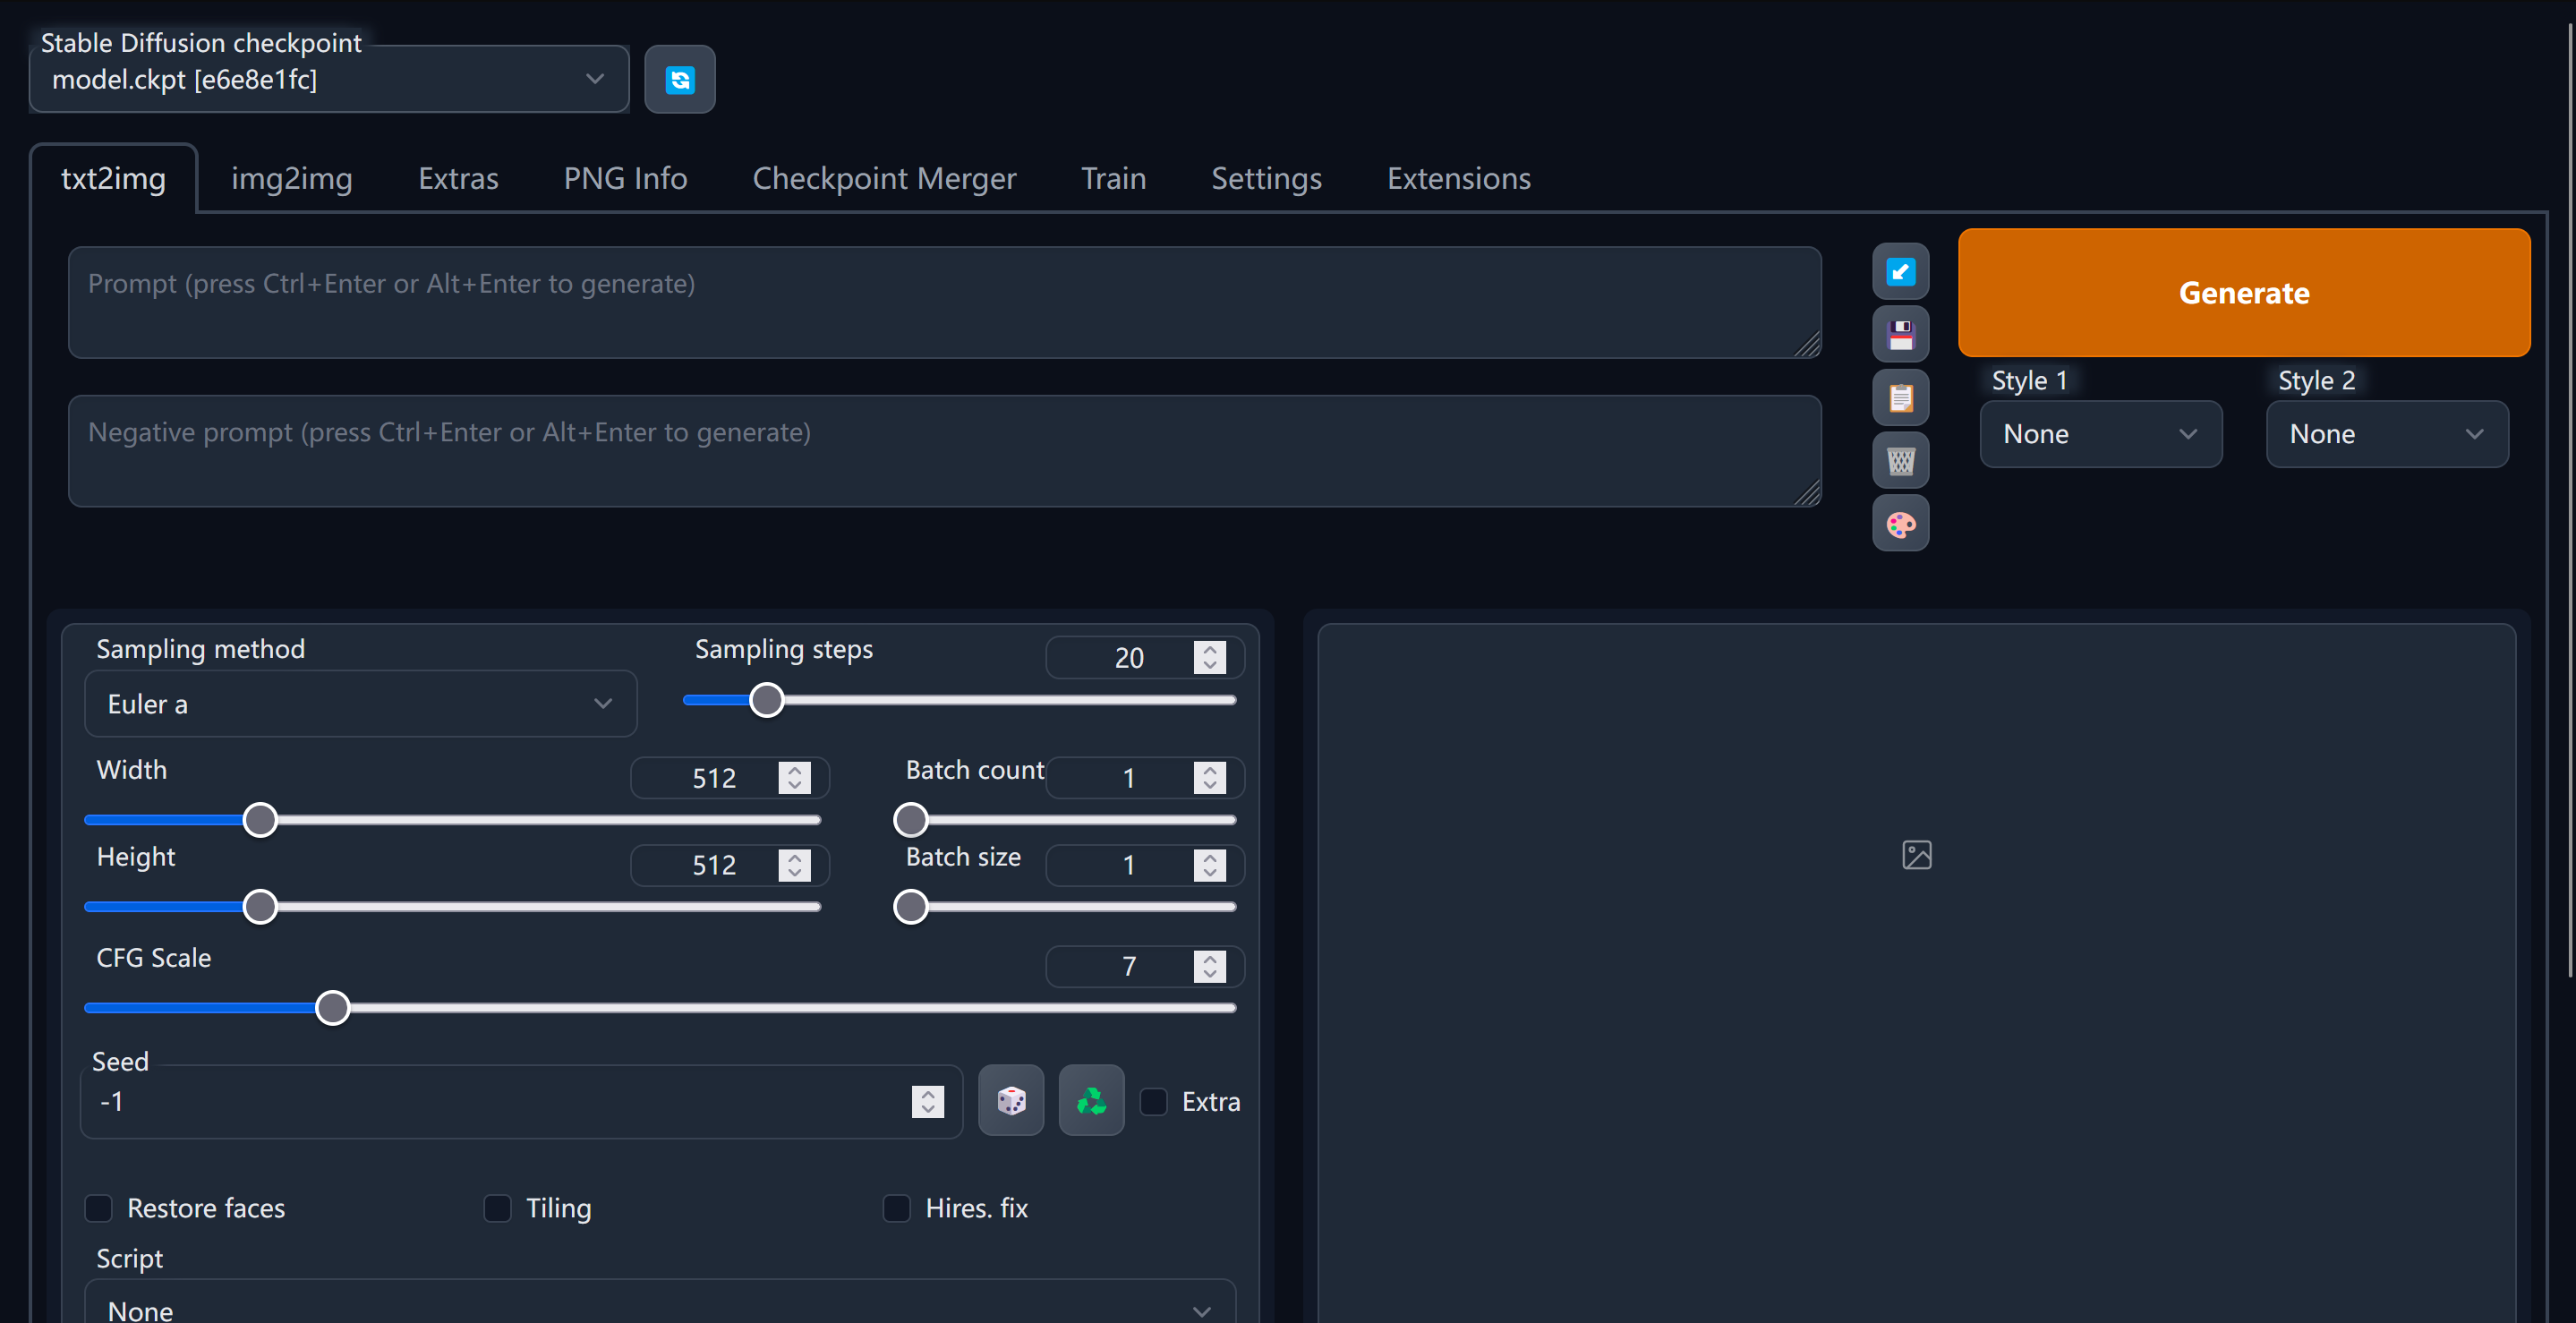 Stable Diffusion checkpoint
model.ckpt [e6e8e1fc]
txt2img img2img Extras PNG Info Checkpoint Merger Train Settings Extensions
Prompt (press Ctrl+Enter or Alt+Enter to generate)
Generate
Negative prompt (press Ctrl+Enter or Alt+Enter to generate)
Style 1 Style 2
None None
Sampling method Sampling steps 20
Euler a
Width 512 Batch count 1
Height 512 Batch size 1
CFG Scale 7
Seed
-1 Extra
Restore faces Tiling Hires. fix
Script
None